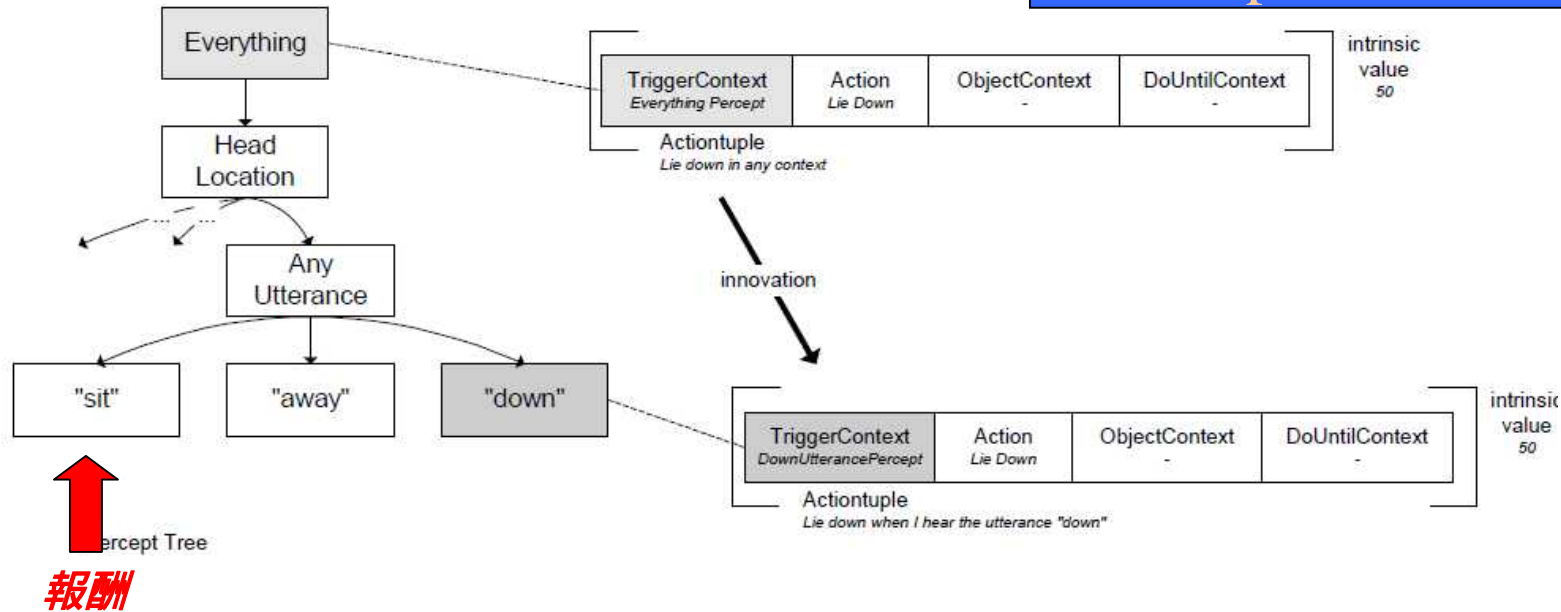 Everything
Head
Location
... ...
Any
Utterance
"sit"
"away"
"down"
TriggerContext
Everything Percept
Action
Lie Down
ObjectContext
-
DoUntilContext
-
intrinsic
value
50
Actiontuple
Lie down in any context
innovation
TriggerContext
DownUtterancePercept
Action
Lie Down
ObjectContext
-
DoUntilContext
-
intrinsic
value
50
Actiontuple
Lie down when I hear the utterance "down"
ercept Tree
報酬